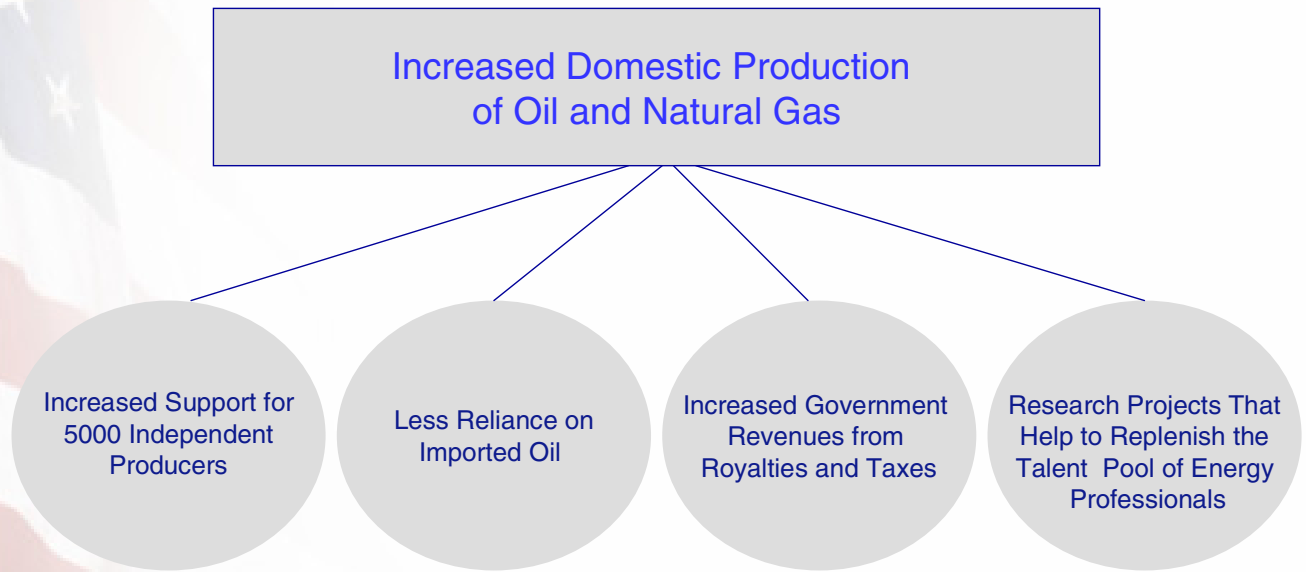 Increased Domestic Production
of Oil and Natural Gas
Increased Support for
5000 Independent
Producers
Less Reliance on
Imported Oil
Increased Government
Revenues from
Royalties and Taxes
Research Projects That
Help to Replenish the
Talent  Pool of Energy
Professionals